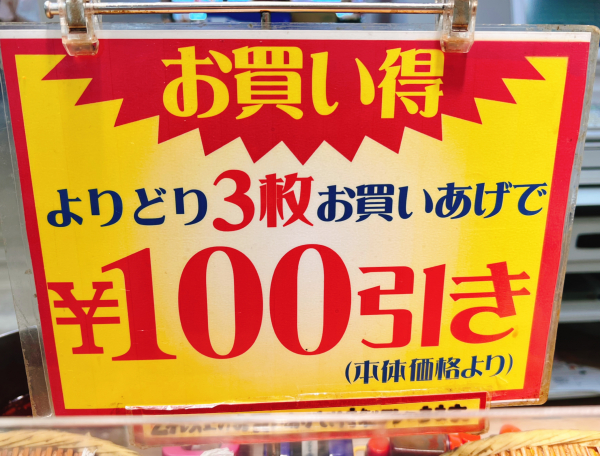 お買い得
よりどり3枚お買いあげで
¥100引き
(本体価格より)